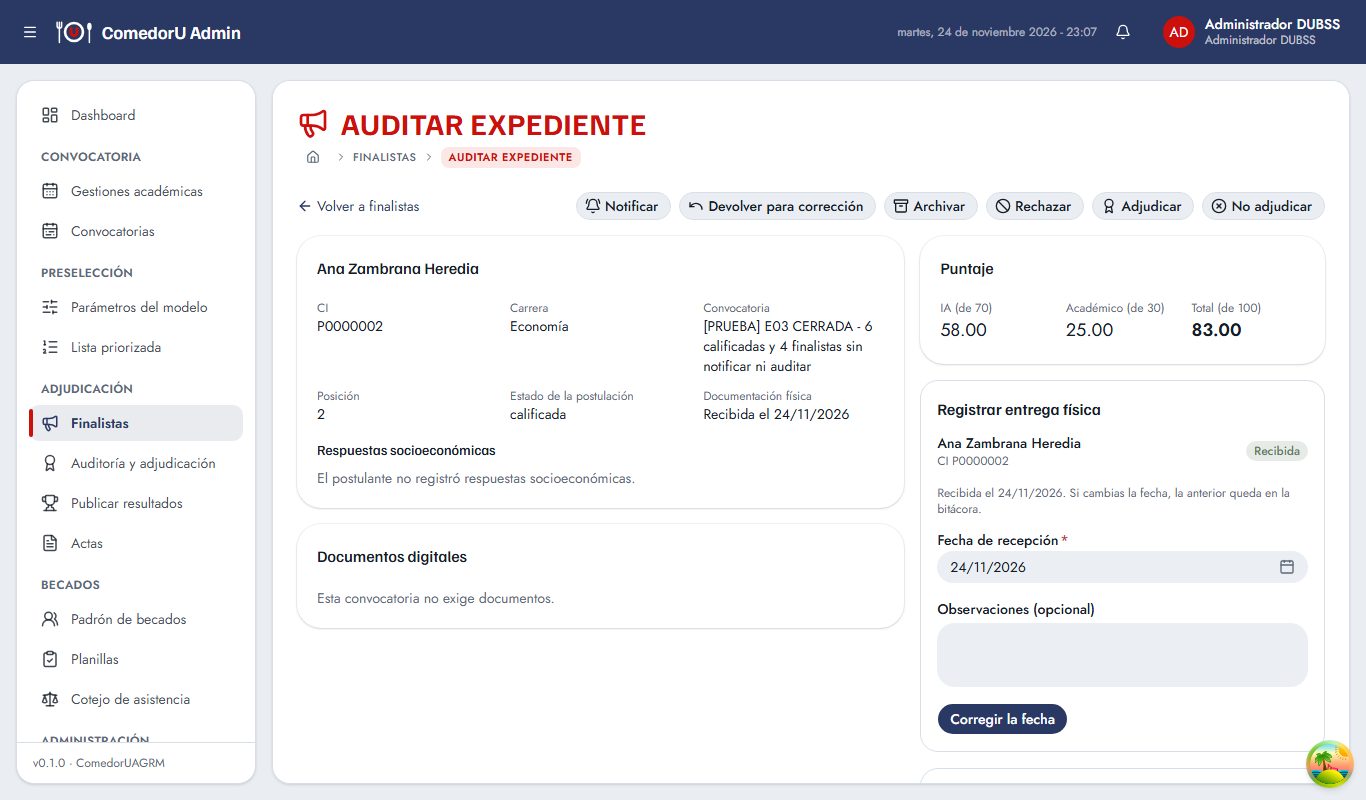 ComedorU Admin
martes, 24 de noviembre 2026 - 23:07
AD
Administrador DUBSS
Administrador DUBSS
Dashboard
CONVOCATORIA
Gestiones académicas
Convocatorias
PRESELECCIÓN
Parámetros del modelo
Lista priorizada
ADJUDICACIÓN
Finalistas
Auditoría y adjudicación
Publicar resultados
Actas
BECADOS
Padrón de becados
Planillas
Cotejo de asistencia
ADMINISTRACIÓN
v0.1.0 - ComedorUAGRM
AUDITAR EXPEDIENTE
FINALISTAS
AUDITAR EXPEDIENTE
Volver a finalistas
Notificar
Devolver para corrección
Archivar
Rechazar
Adjudicar
No adjudicar
Ana Zambrana Heredia
CI
P0000002
Carrera
Economía
Convocatoria
[PRUEBA] E03 CERRADA - 6
calificadas y 4 finalistas sin
notificar ni auditar
Posición
2
Estado de la postulación
calificada
Documentación física
Recibida el 24/11/2026
Respuestas socioeconómicas
El postulante no registró respuestas socioeconómicas.
Documentos digitales
Esta convocatoria no exige documentos.
Puntaje
IA (de 70)
58.00
Académico (de 30)
25.00
Total (de 100)
83.00
Registrar entrega física
Ana Zambrana Heredia
CI P0000002
Recibida
Recibida el 24/11/2026. Si cambias la fecha, la anterior queda en la
bitácora.
Fecha de recepción *
24/11/2026
Observaciones (opcional)
Corregir la fecha